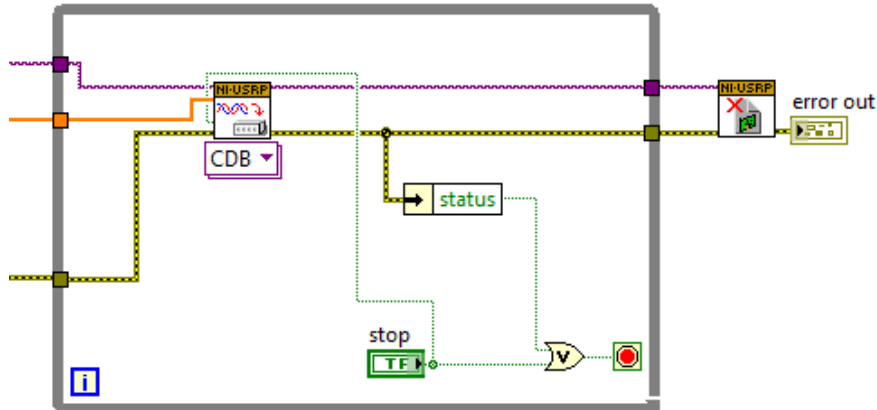 NI-USRP
CDB
NI-USRP
error out
status
stop
TF
V
i